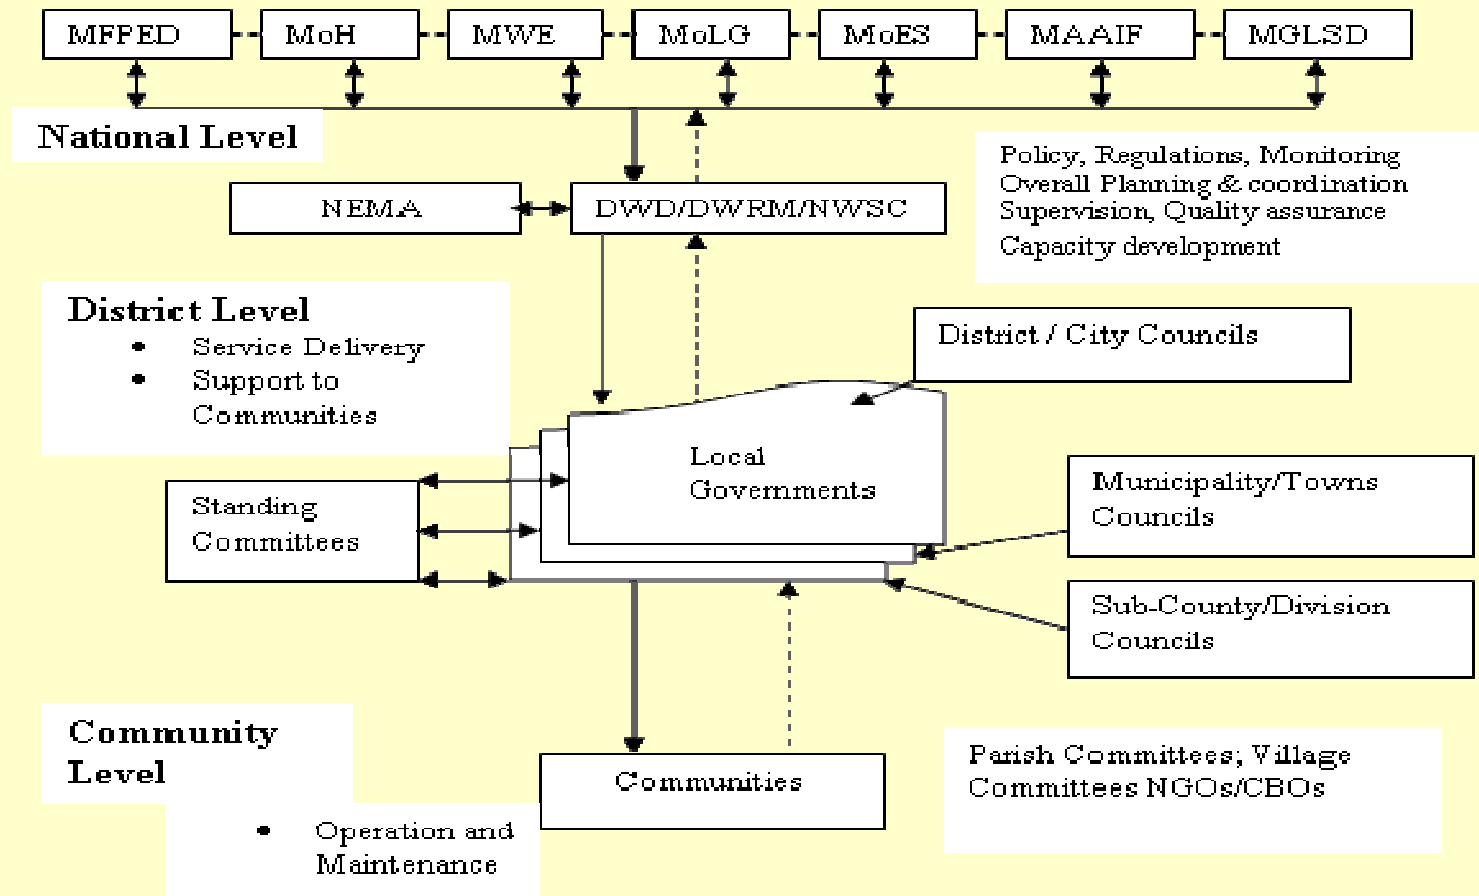 MFPED
MoH
MWE
MoLG
MoES
MAAIF
MGLSD
National Level
Policy, Regulations, Monitoring
Overall Planning & coordination
Supervision, Quality assurance
Capacity development
NEMA
DWD/DWRM/NWSC
District Level
• Service Delivery
• Support to
Communities
District / City Councils
Local
Governments
Standing
Committees
Municipality/Towns
Councils
Sub-County/Division
Councils
Community
Level
• Operation and
Maintenance
Communities
Parish Committees; Village
Committees NGOs/CBOs